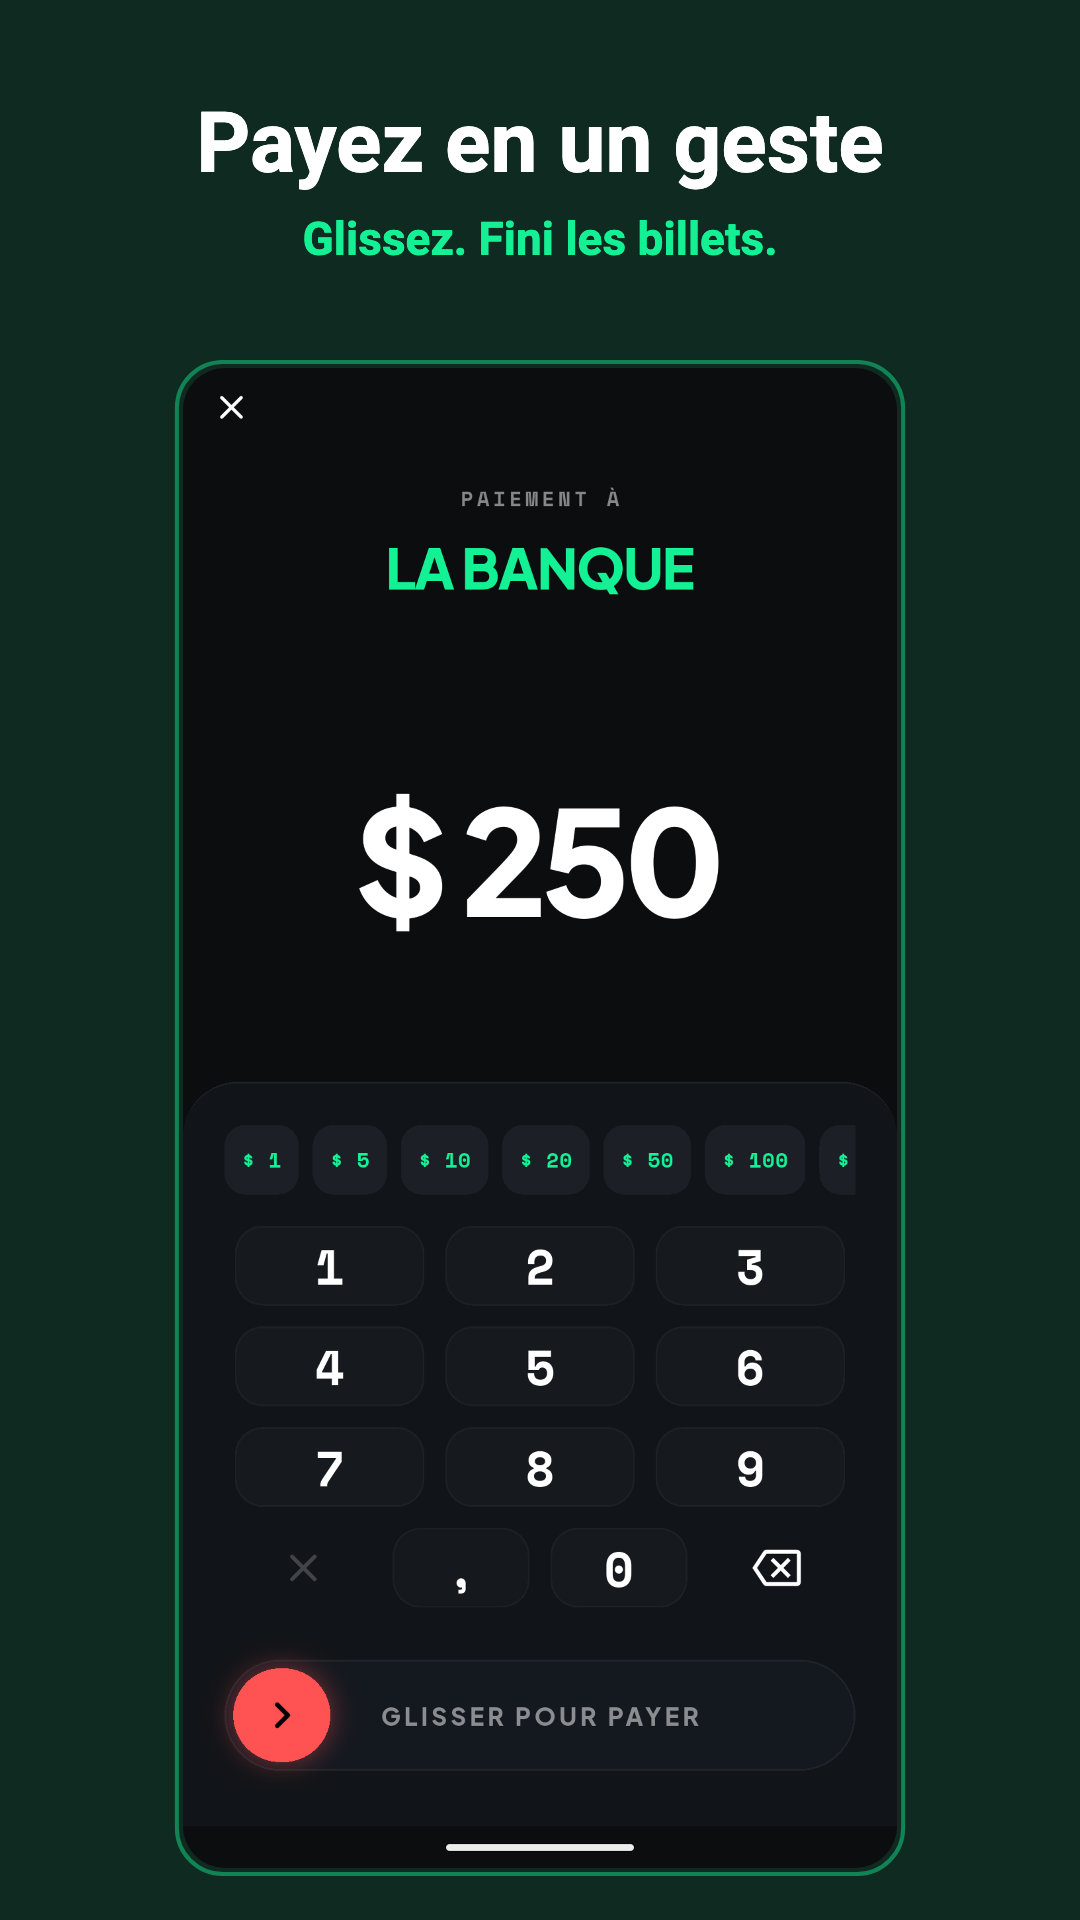 Payez en un geste
Glissez. Fini les billets.
PAIEMENT À
LA BANQUE
$ 250
$ 1 $ 5 $ 10 $ 20 $ 50 $ 100 $
1 2 3
4 5 6
7 8 9
, 0
GLISSER POUR PAYER